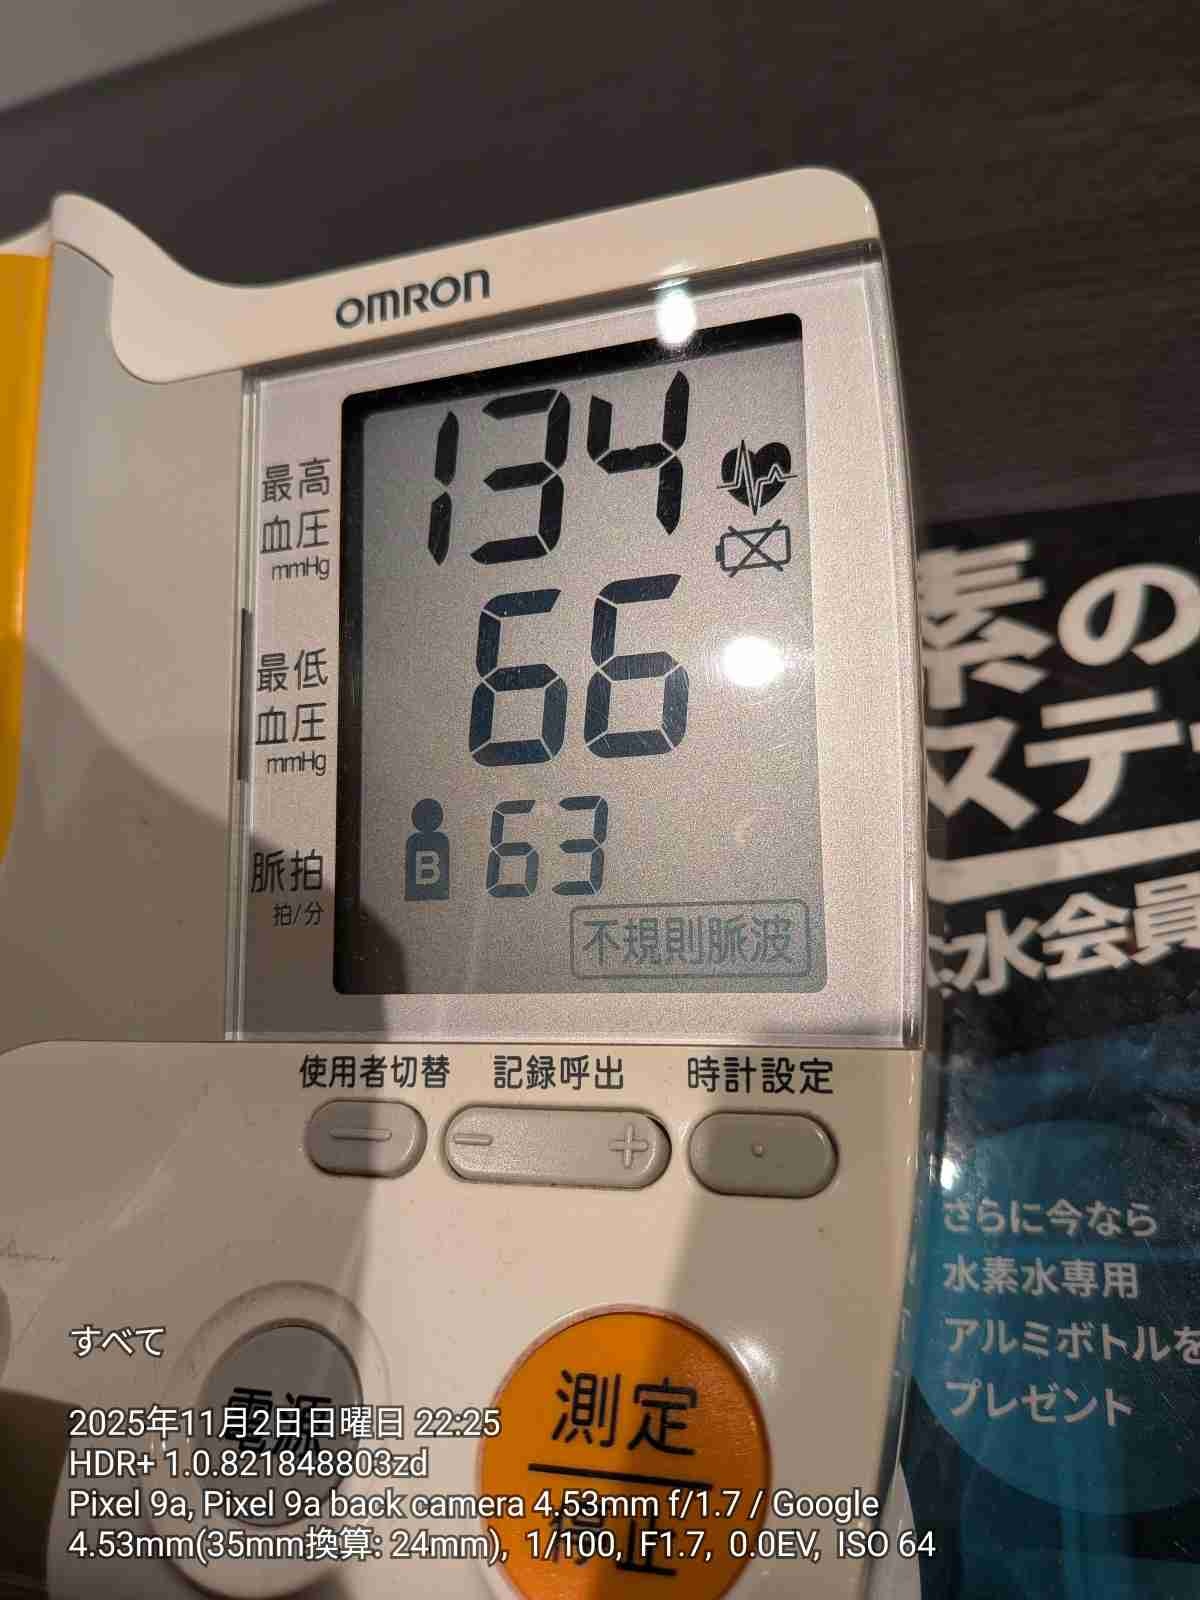 OMRON
最高
血圧
mmHg
134
最低
血圧
mmHg
66
脈拍
拍/分
B
63
不規則脈波
使用者切替
記録呼出
時計設定
- +
電源
測定
停止
素の
ステ
水会員
さらに今なら
水素水専用
アルミボトルを
プレゼント
すべて
2025年11月2日日曜日 22:25
HDR+ 1.0.821848803zd
Pixel 9a, Pixel 9a back camera 4.53mm f/1.7 / Google
4.53mm(35mm換算: 24mm), 1/100, F1.7, 0.0EV, ISO 64